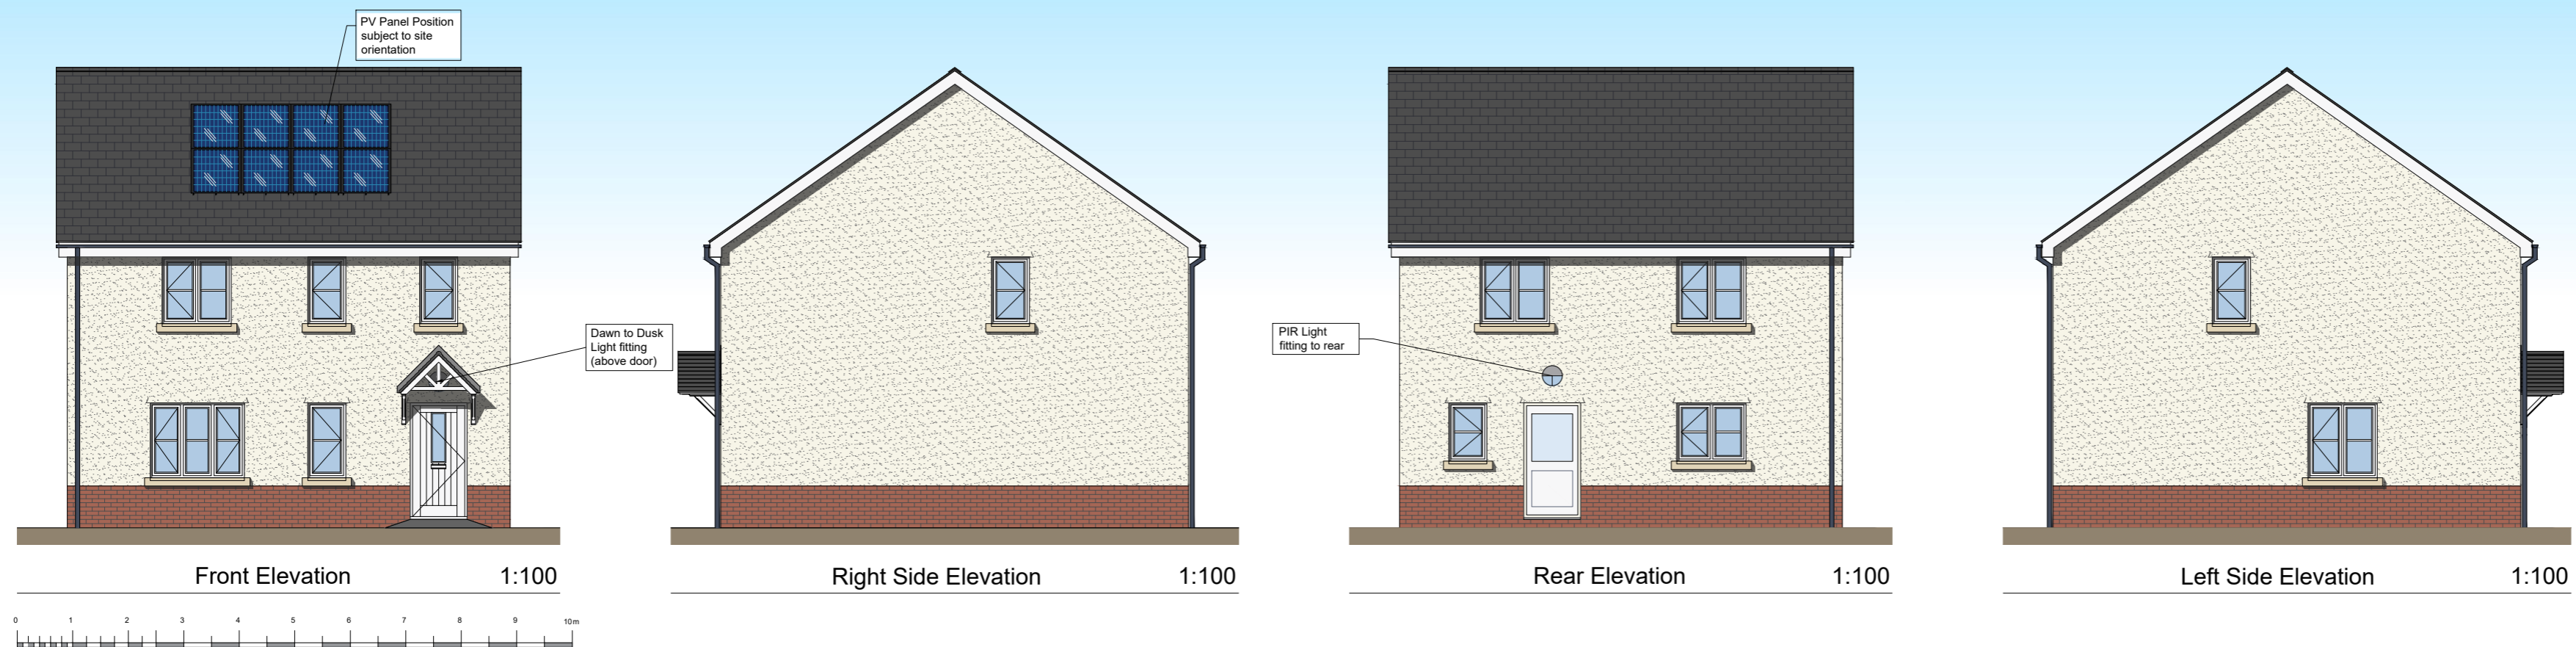 PV Panel Position
subject to site
orientation
Dawn to Dusk
Light fitting
(above door)
PIR Light
fitting to rear
Front Elevation 1:100
Right Side Elevation 1:100
Rear Elevation 1:100
Left Side Elevation 1:100
0 1 2 3 4 5 6 7 8 9 10m